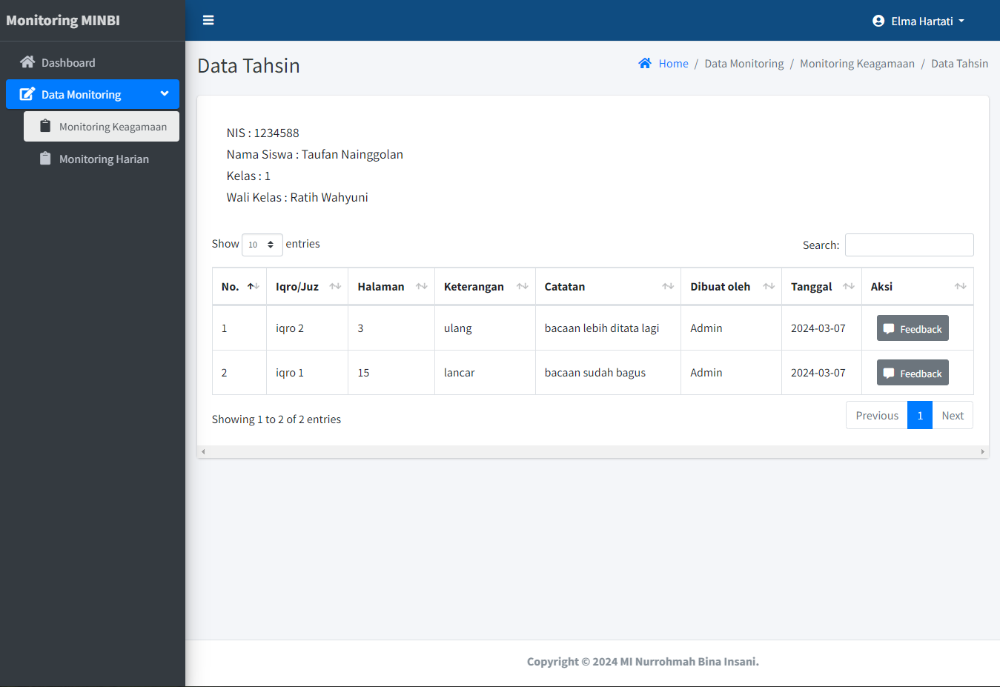 Monitoring MINBI
Elma Hartati
Dashboard
Data Monitoring
Monitoring Keagamaan
Monitoring Harian
Data Tahsin
Home / Data Monitoring / Monitoring Keagamaan / Data Tahsin
NIS : 1234588
Nama Siswa : Taufan Nainggolan
Kelas : 1
Wali Kelas : Ratih Wahyuni
Show 10 entries
Search:
No. Iqro/Juz Halaman Keterangan Catatan Dibuat oleh Tanggal Aksi
1 iqro 2 3 ulang bacaan lebih ditata lagi Admin 2024-03-07 Feedback
2 iqro 1 15 lancar bacaan sudah bagus Admin 2024-03-07 Feedback
Showing 1 to 2 of 2 entries
Previous 1 Next
Copyright © 2024 MI Nurrohmah Bina Insani.